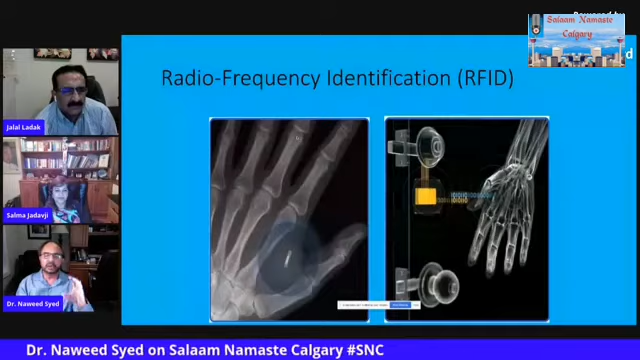 Salaam Namaste
Calgary
Radio-Frequency Identification (RFID)
Jalal Ladak
Salma Jadavji
Dr. Naweed Syed
Dr. Naweed Syed on Salaam Namaste Calgary #SNC